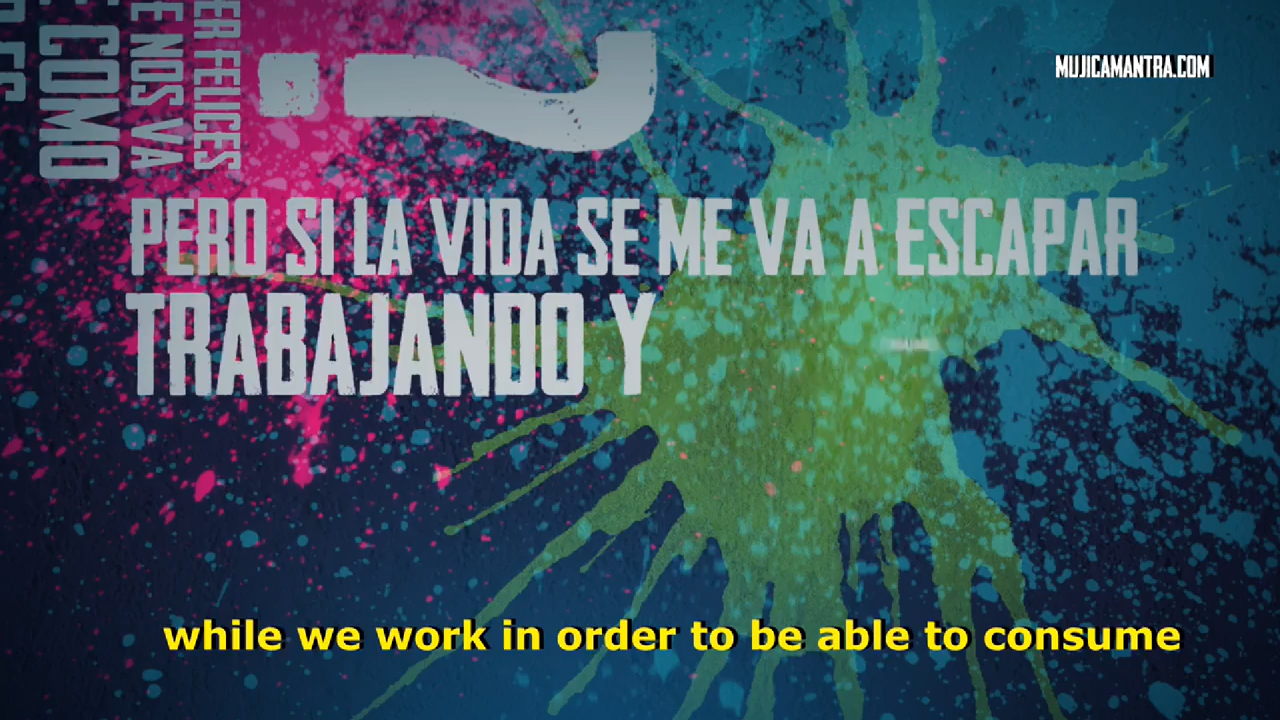 MUJICAMANTRA.COM
ER FELICES
E NOS VA
COMO
?
PERO SI LA VIDA SE ME VA A ESCAPAR
TRABAJANDO Y
while we work in order to be able to consume